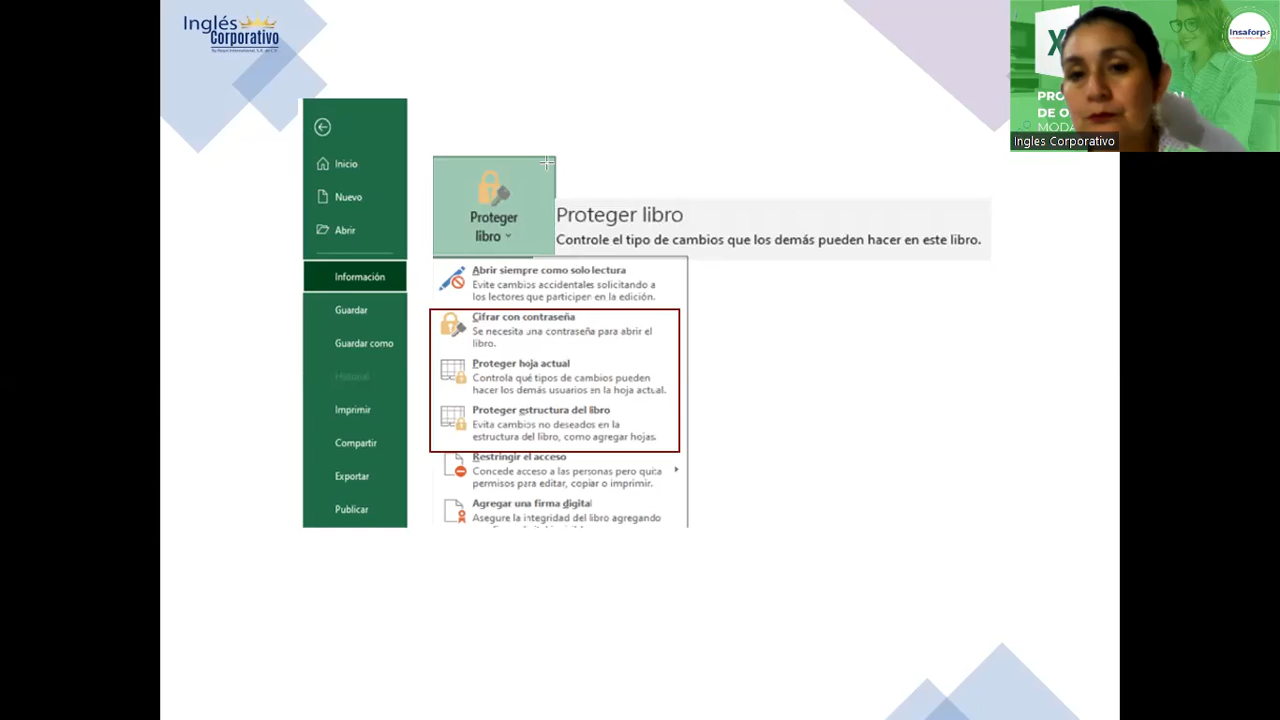 Inglés
Corporativo
Inicio
Nuevo
Abrir
Información
Guardar
Guardar como
Historial
Imprimir
Compartir
Exportar
Publicar
Proteger
libro
Proteger libro
Controle el tipo de cambios que los demás pueden hacer en este libro.
Abrir siempre como solo lectura
Evite cambios accidentales solicitando a
los lectores que participen en la edición.
Cifrar con contraseña
Se necesita una contraseña para abrir el
libro.
Proteger hoja actual
Controla qué tipos de cambios pueden
hacer los demás usuarios en la hoja actual.
Proteger estructura del libro
Evita cambios no deseados en la
estructura del libro, como agregar hojas.
Restringir el acceso
Concede acceso a las personas pero quita
permisos para editar, copiar o imprimir.
Agregar una firma digital
Asegure la integridad del libro agregando
Insaforp
X
PRO
DE O
MODA
Ingles Corporativo